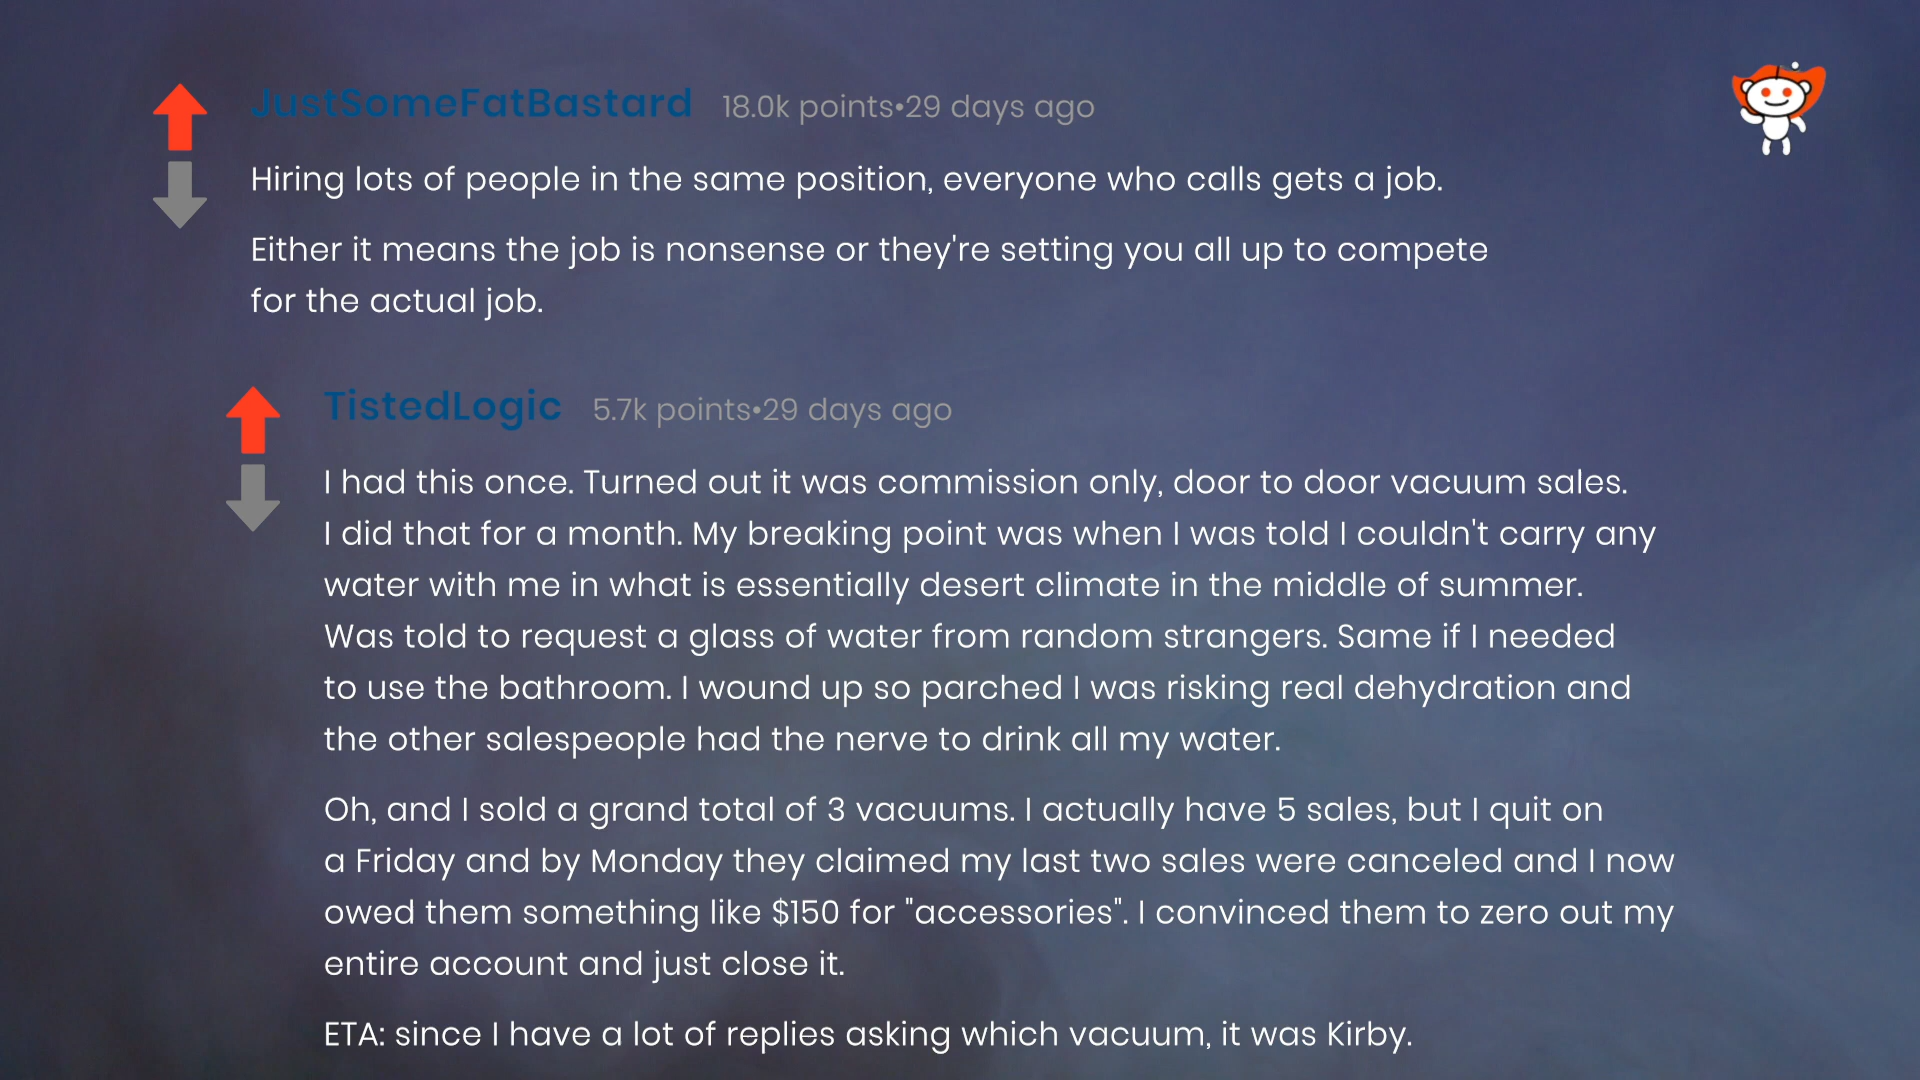 JustSomeFatBastard 18.0k points•29 days ago
Hiring lots of people in the same position, everyone who calls gets a job.
Either it means the job is nonsense or they're setting you all up to compete
for the actual job.
TistedLogic 5.7k points•29 days ago
I had this once. Turned out it was commission only, door to door vacuum sales.
I did that for a month. My breaking point was when I was told I couldn't carry any
water with me in what is essentially desert climate in the middle of summer.
Was told to request a glass of water from random strangers. Same if I needed
to use the bathroom. I wound up so parched I was risking real dehydration and
the other salespeople had the nerve to drink all my water.
Oh, and I sold a grand total of 3 vacuums. I actually have 5 sales, but I quit on
a Friday and by Monday they claimed my last two sales were canceled and I now
owed them something like $150 for "accessories". I convinced them to zero out my
entire account and just close it.
ETA: since I have a lot of replies asking which vacuum, it was Kirby.